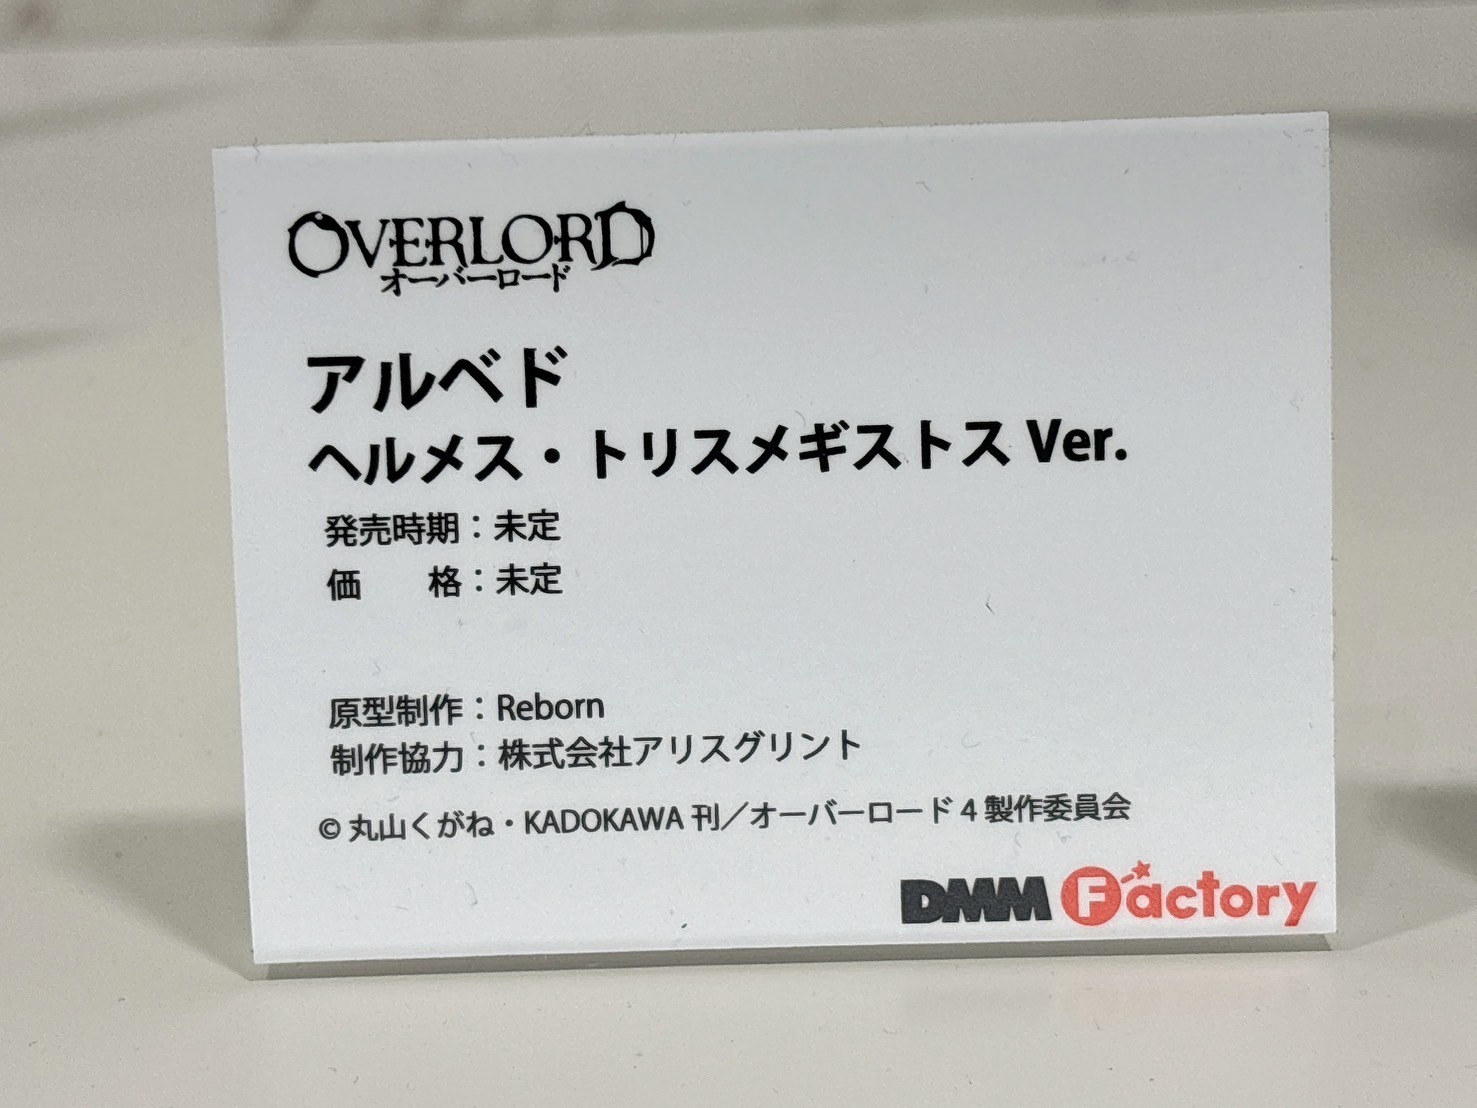 OVERLORD
オーバーロード
アルベド
ヘルメス・トリスメギストス Ver.
発売時期：未定
価　　格：未定
原型制作：Reborn
制作協力：株式会社アリスグリント
© 丸山くがね・KADOKAWA 刊／オーバーロード 4 製作委員会
DMM Factory